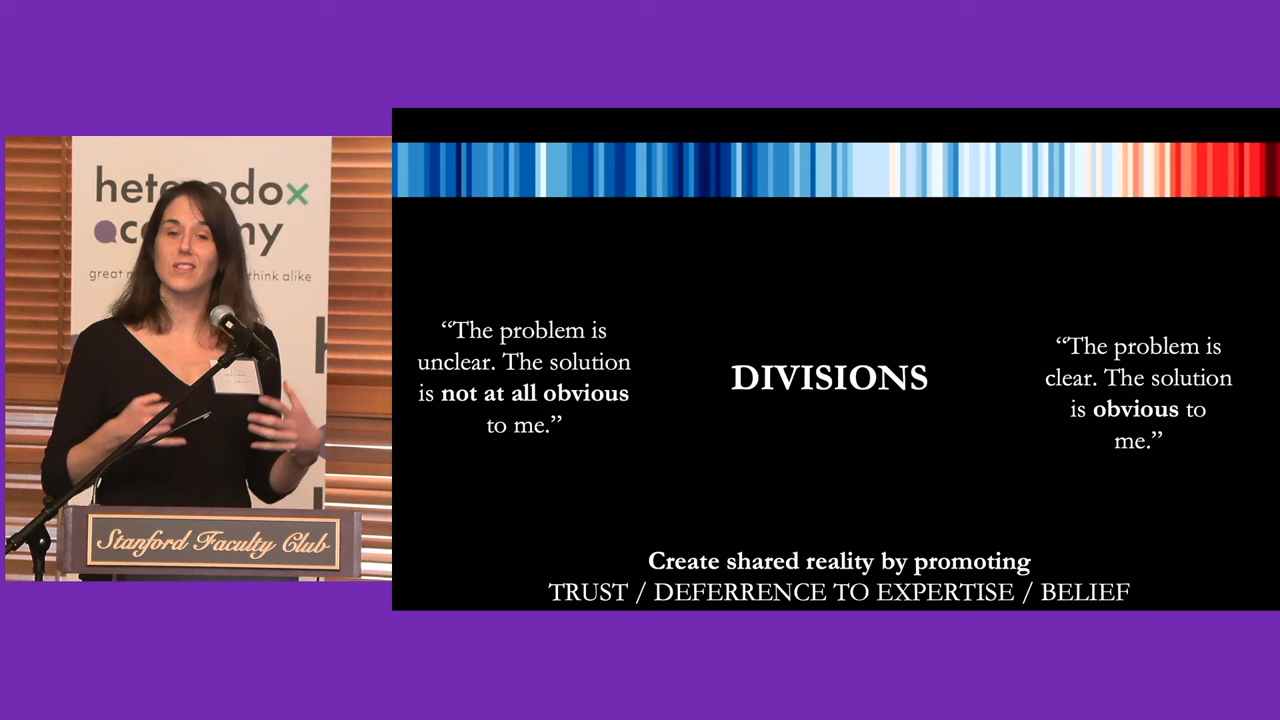 heterodox
academy
great think alike
Stanford Faculty Club
“The problem is
unclear. The solution
is not at all obvious
to me.”
DIVISIONS
“The problem is
clear. The solution
is obvious to
me.”
Create shared reality by promoting
TRUST / DEFERRENCE TO EXPERTISE / BELIEF